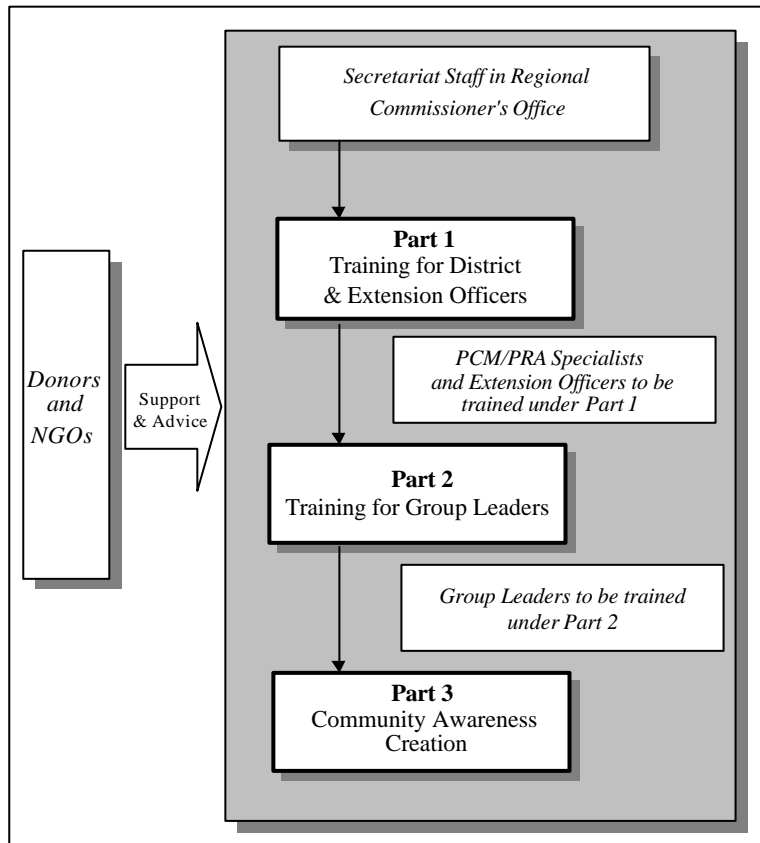 Secretariat Staff in Regional
Commissioner's Office
Part 1
Training for District
& Extension Officers
PCM/PRA Specialists
and Extension Officers to be
trained under Part 1
Donors
and
NGOs
Support
& Advice
Part 2
Training for Group Leaders
Group Leaders to be trained
under Part 2
Part 3
Community Awareness
Creation